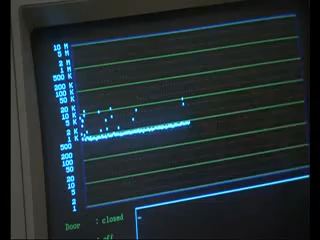 10 M
5 M
2 M
1 M
500 K
200 K
100 K
50 K
20 K
10 K
5 K
2 K
1 K
500
200
100
50
20
10
5
2
1
Door : closed
: off